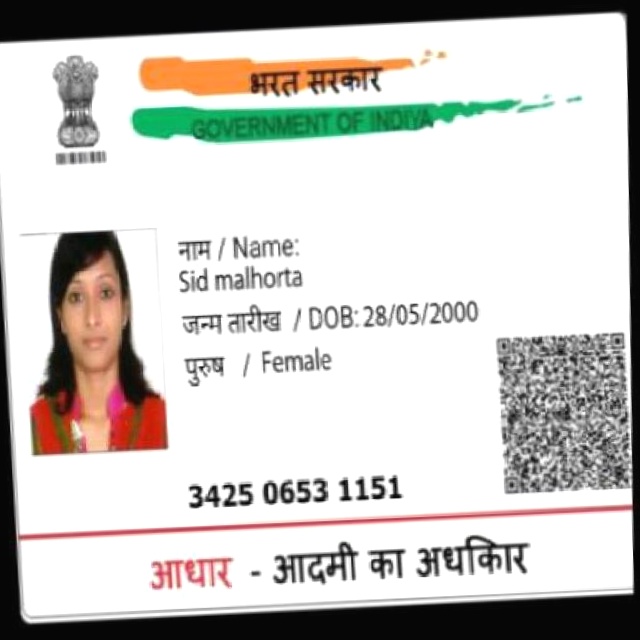 भरत सरकार
GOVERNMENT OF INDIYA
नाम / Name:
Sid malhorta
जन्म तारीख / DOB: 28/05/2000
पुरुष / Female
3425 0653 1151
आधार - आदमी का अधकिार